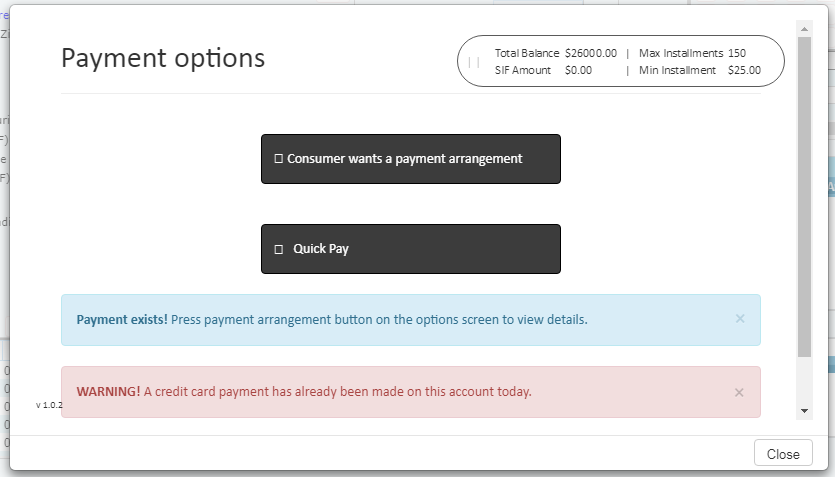 Payment options
Total Balance $26000.00 | Max Installments 150
SIF Amount $0.00 | Min Installment $25.00
Consumer wants a payment arrangement
Quick Pay
Payment exists! Press payment arrangement button on the options screen to view details. ×
WARNING! A credit card payment has already been made on this account today. ×
v 1.0.2
Close